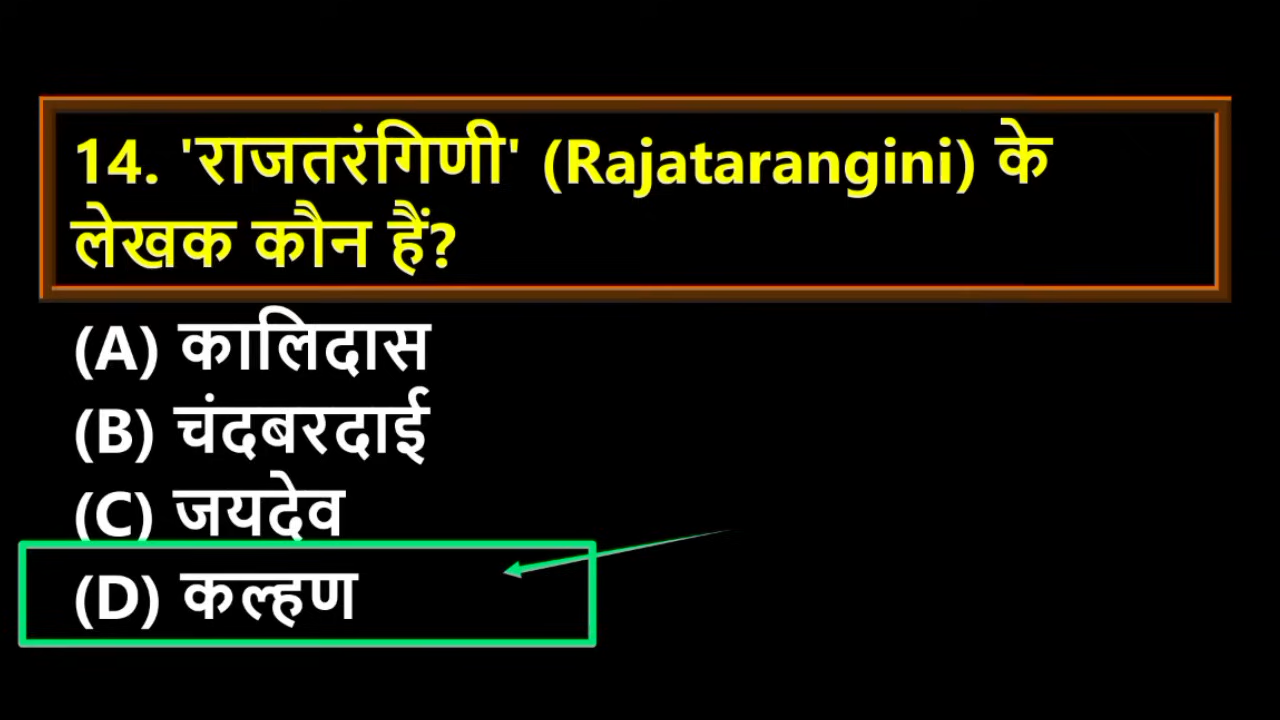 14. 'राजतरंगिणी' (Rajatarangini) के
लेखक कौन हैं?
(A) कालिदास
(B) चंदबरदाई
(C) जयदेव
(D) कल्हण